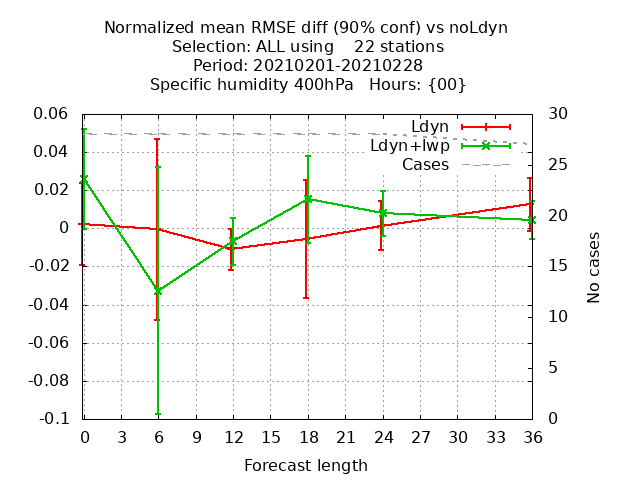 Normalized mean RMSE diff (90% conf) vs noLdyn
Selection: ALL using    22 stations
Period: 20210201-20210228
Specific humidity 400hPa   Hours: {00}
Ldyn
Ldyn+lwp
Cases
0.06
0.04
0.02
0
-0.02
-0.04
-0.06
-0.08
-0.1
30
25
20
15
10
5
0
No cases
0 3 6 9 12 15 18 21 24 27 30 33 36
Forecast length